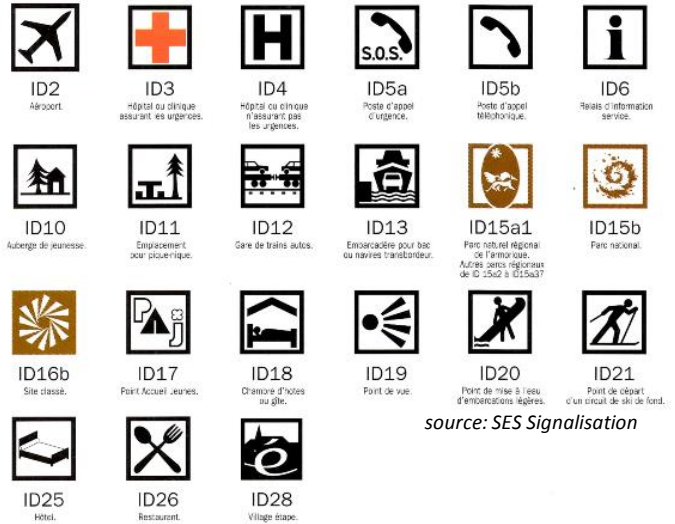 S.O.S.
ID2
Aéroport.
ID3
Hôpital ou clinique
assurant les urgences.
ID4
Hôpital ou clinique
n'assurant pas
les urgences.
ID5a
Poste d'appel
d'urgence.
ID5b
Poste d'appel
téléphonique.
ID6
Relais d'information
service.
ID10
Auberge de jeunesse.
ID11
Emplacement
pour pique-nique.
ID12
Gare de trains autos.
ID13
Embarcadère pour bac
ou navires transbordeur.
ID15a1
Parc naturel régional
de l'armorique.
Autres parcs régionaux
de ID 15a2 à ID15a37
ID15b
Parc national.
ID16b
Site classé.
P j
ID17
Point Accueil Jeunes.
ID18
Chambre d'hotes
ou gîte.
ID19
Point de vue.
ID20
Point de mise à l'eau
d'embarcations légères.
ID21
Point de départ
d'un circuit de ski de fond.
source: SES Signalisation
ID25
Hôtel.
ID26
Restaurant.
é
ID28
Village étape.